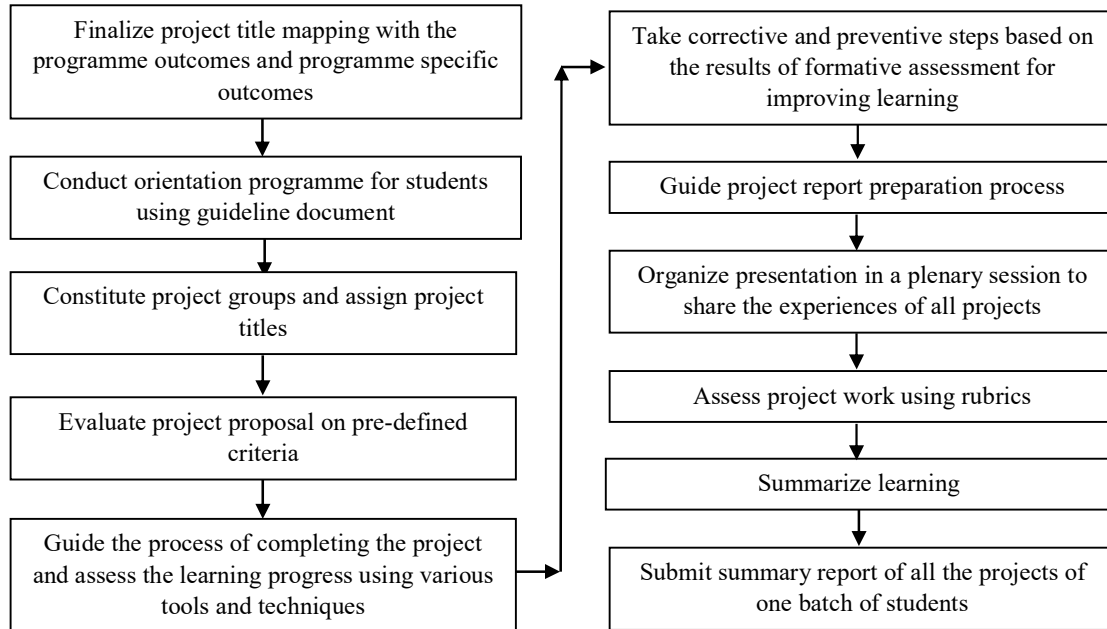 Finalize project title mapping with the
programme outcomes and programme specific
outcomes
Conduct orientation programme for students
using guideline document
Constitute project groups and assign project
titles
Evaluate project proposal on pre-defined
criteria
Guide the process of completing the project
and assess the learning progress using various
tools and techniques
Take corrective and preventive steps based on
the results of formative assessment for
improving learning
Guide project report preparation process
Organize presentation in a plenary session to
share the experiences of all projects
Assess project work using rubrics
Summarize learning
Submit summary report of all the projects of
one batch of students